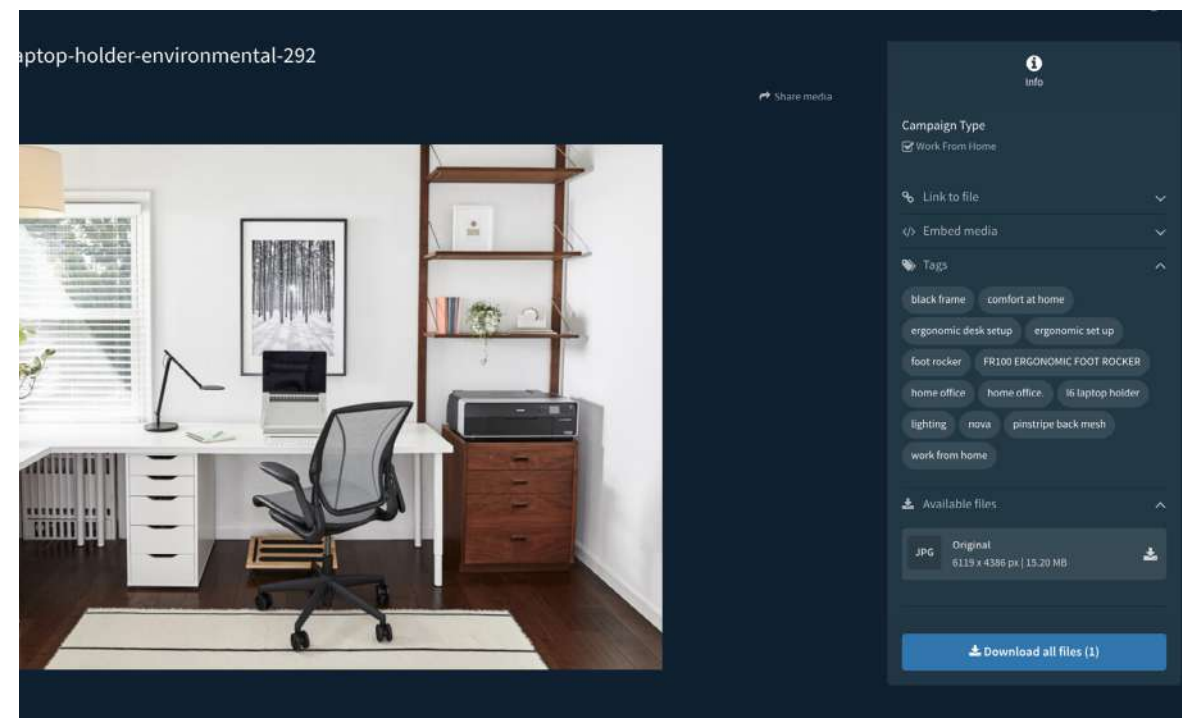 aptop-holder-environmental-292
Share media
Info
Campaign Type
Work From Home
Link to file
</> Embed media
Tags
black frame comfort at home
ergonomic desk setup ergonomic set up
foot rocker FR100 ERGONOMIC FOOT ROCKER
home office home office. l6 laptop holder
lighting nova pinstripe back mesh
work from home
Available files
JPG
Original
6119 x 4386 px | 15.20 MB
Download all files (1)